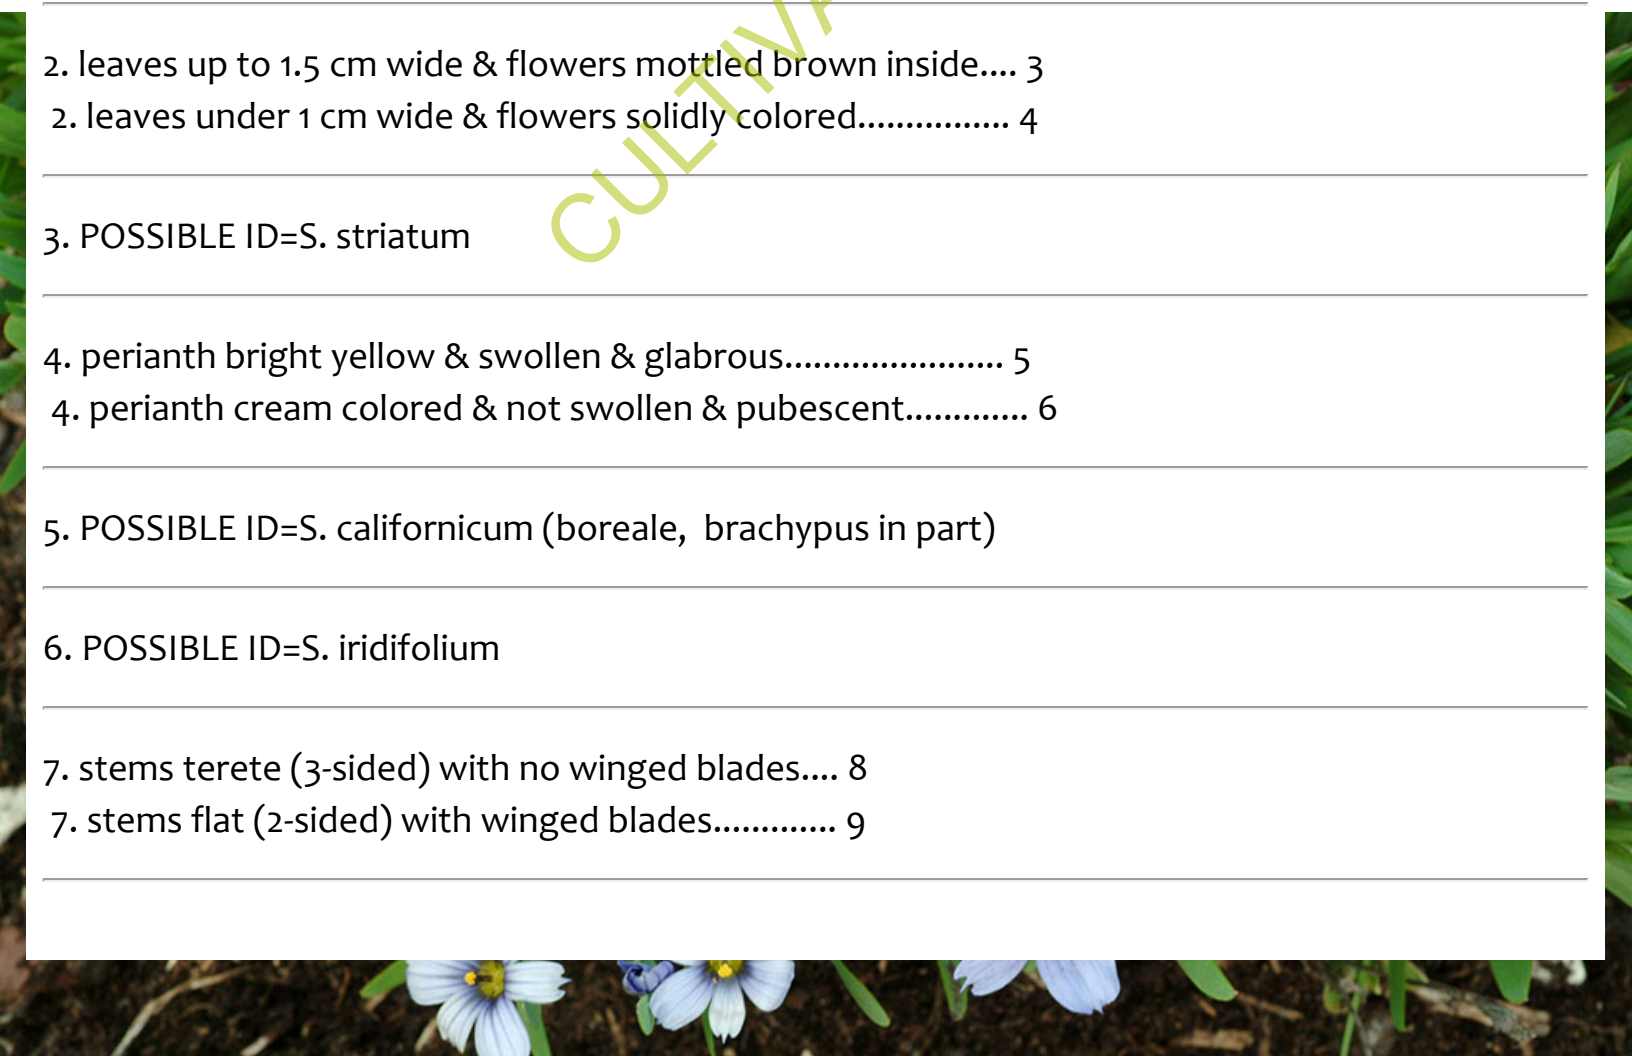 2. leaves up to 1.5 cm wide & flowers mottled brown inside.... 3
2. leaves under 1 cm wide & flowers solidly colored................ 4
3. POSSIBLE ID=S. striatum
4. perianth bright yellow & swollen & glabrous....................... 5
4. perianth cream colored & not swollen & pubescent............. 6
5. POSSIBLE ID=S. californicum (boreale,  brachypus in part)
6. POSSIBLE ID=S. iridifolium
7. stems terete (3-sided) with no winged blades.... 8
7. stems flat (2-sided) with winged blades............. 9